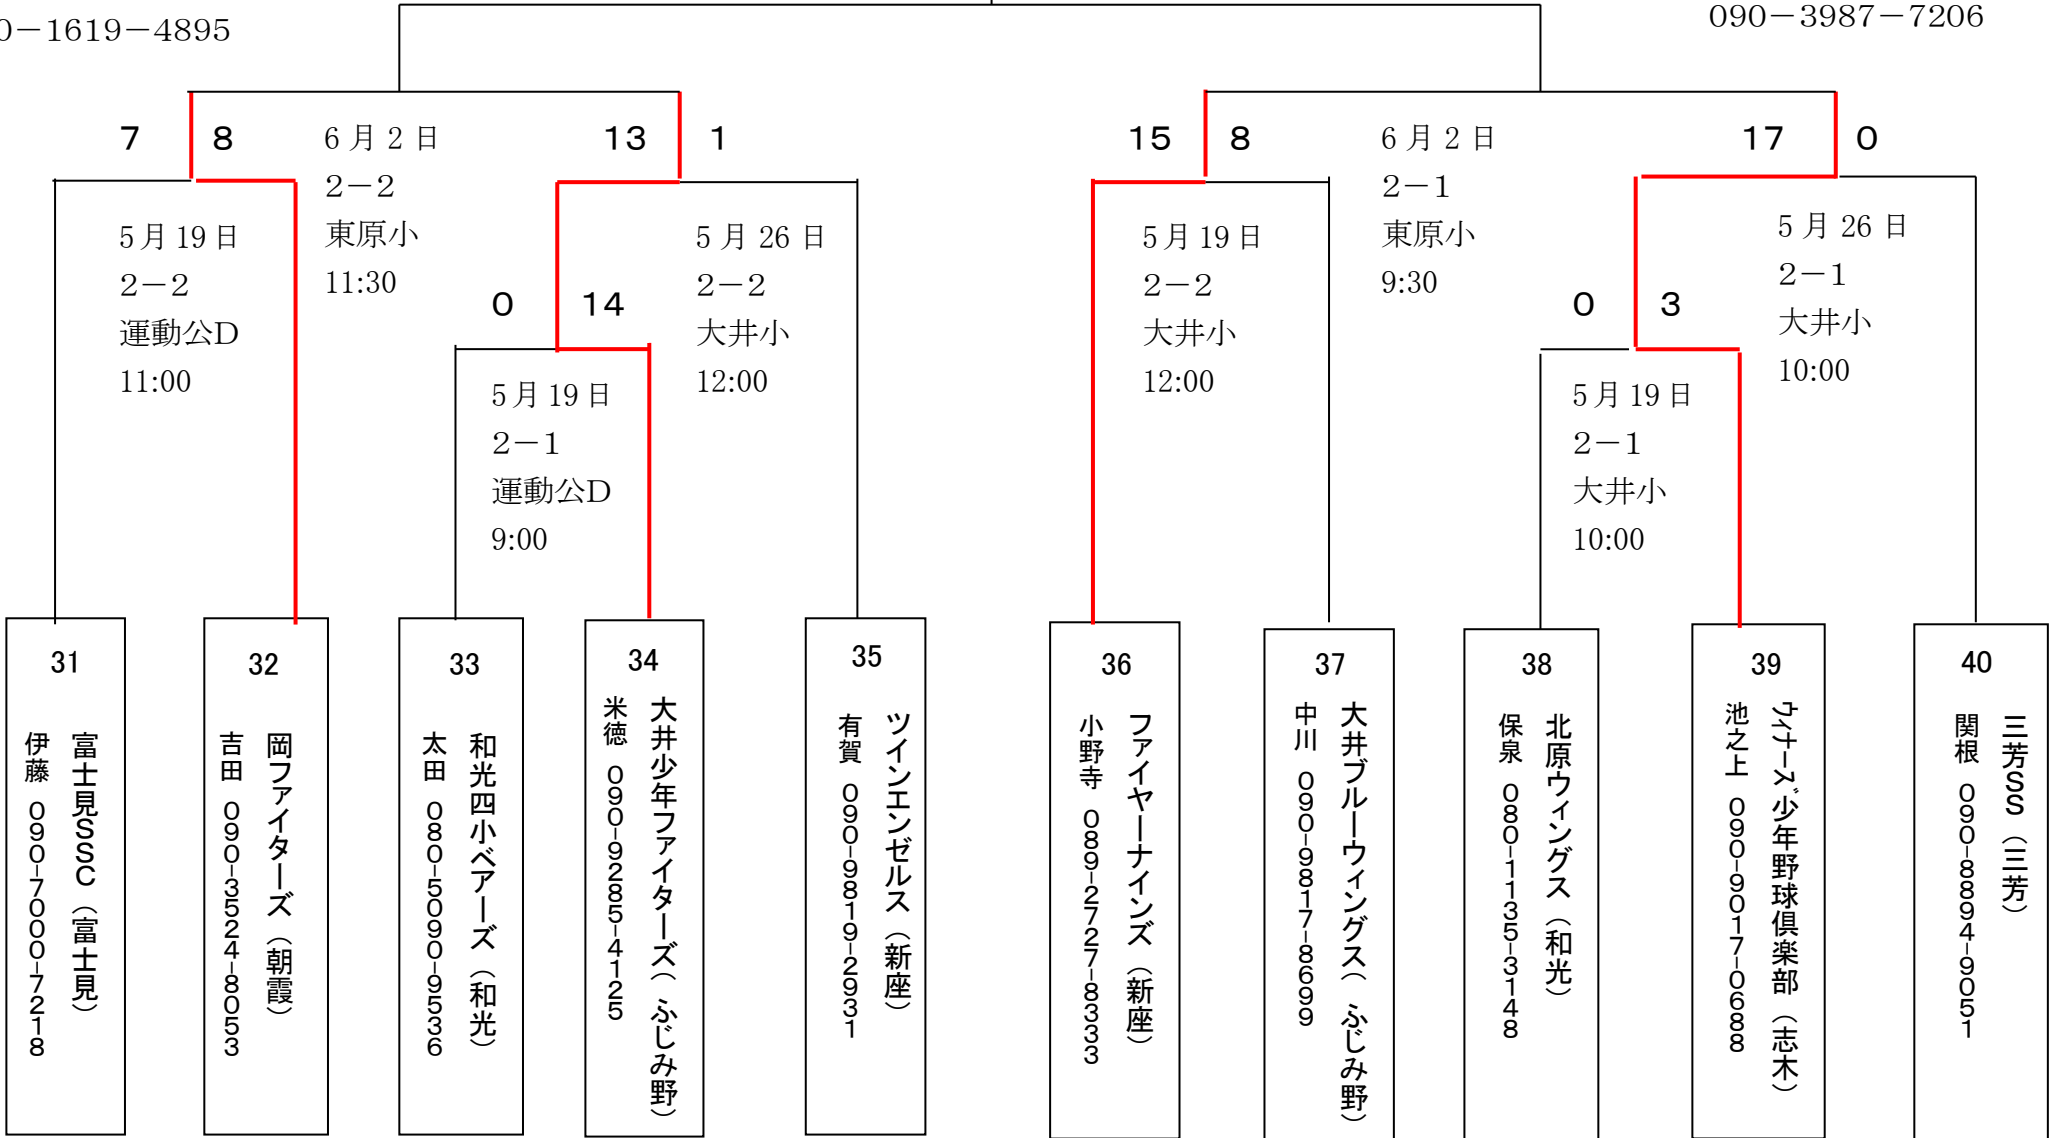 0－1619－4895
090－3987－7206
7 8
6月2日
2－2
東原小
11:30
13 1
15 8
6月2日
2－1
東原小
9:30
17 0
5月19日
2－2
運動公D
11:00
0 14
5月26日
2－2
大井小
12:00
5月19日
2－2
大井小
12:00
0 3
5月26日
2－1
大井小
10:00
5月19日
2－1
運動公D
9:00
5月19日
2－1
大井小
10:00
31
富士見SSC（富士見）
伊藤 090-7000-7218
32
岡ファイターズ（朝霞）
吉田 090-3524-8053
33
和光四小ベアーズ（和光）
太田 080-5090-9536
34
大井少年ファイターズ（ ふじみ野）
米徳 090-9285-4125
35
ツインエンゼルス（新座）
有賀 090-9819-2931
36
ファイヤーナインズ（新座）
小野寺 089-2727-8333
37
大井ブルーウィングス（ ふじみ野）
中川 090-9817-8699
38
北原ウィングス（和光）
保泉 080-1135-3148
39
ウィナーズ少年野球倶楽部（志木）
池之上 090-9017-0688
40
三芳SS（三芳）
関根 090-8894-9051